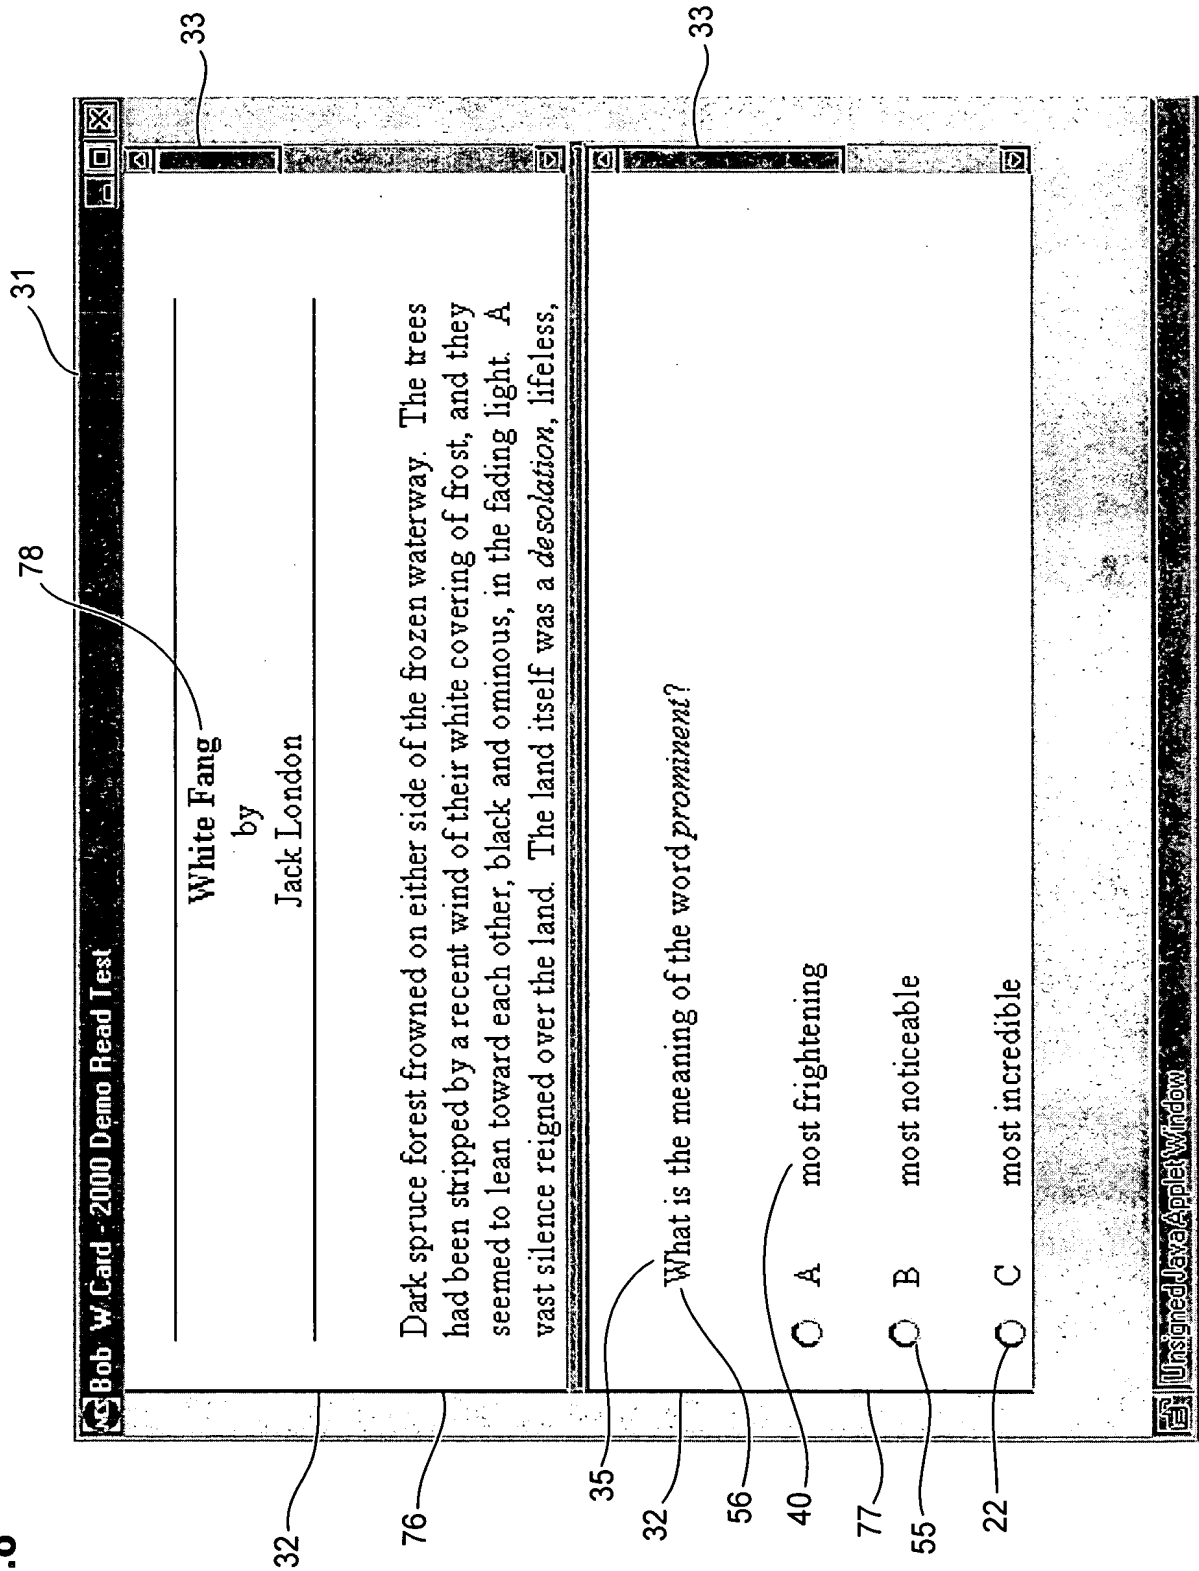 33
33
31
78
Bob W. Card - 2000 Demo Read Test
White Fang
by
Jack London
Dark spruce forest frowned on either side of the frozen waterway. The trees
had been stripped by a recent wind of their white covering of frost, and they
seemed to lean toward each other, black and ominous, in the fading light. A
vast silence reigned over the land. The land itself was a desolation, lifeless,
What is the meaning of the word prominent?
A most frightening
B most noticeable
C most incredible
Unsigned Java Applet Window
32
76
35
32
56
40
77
55
22